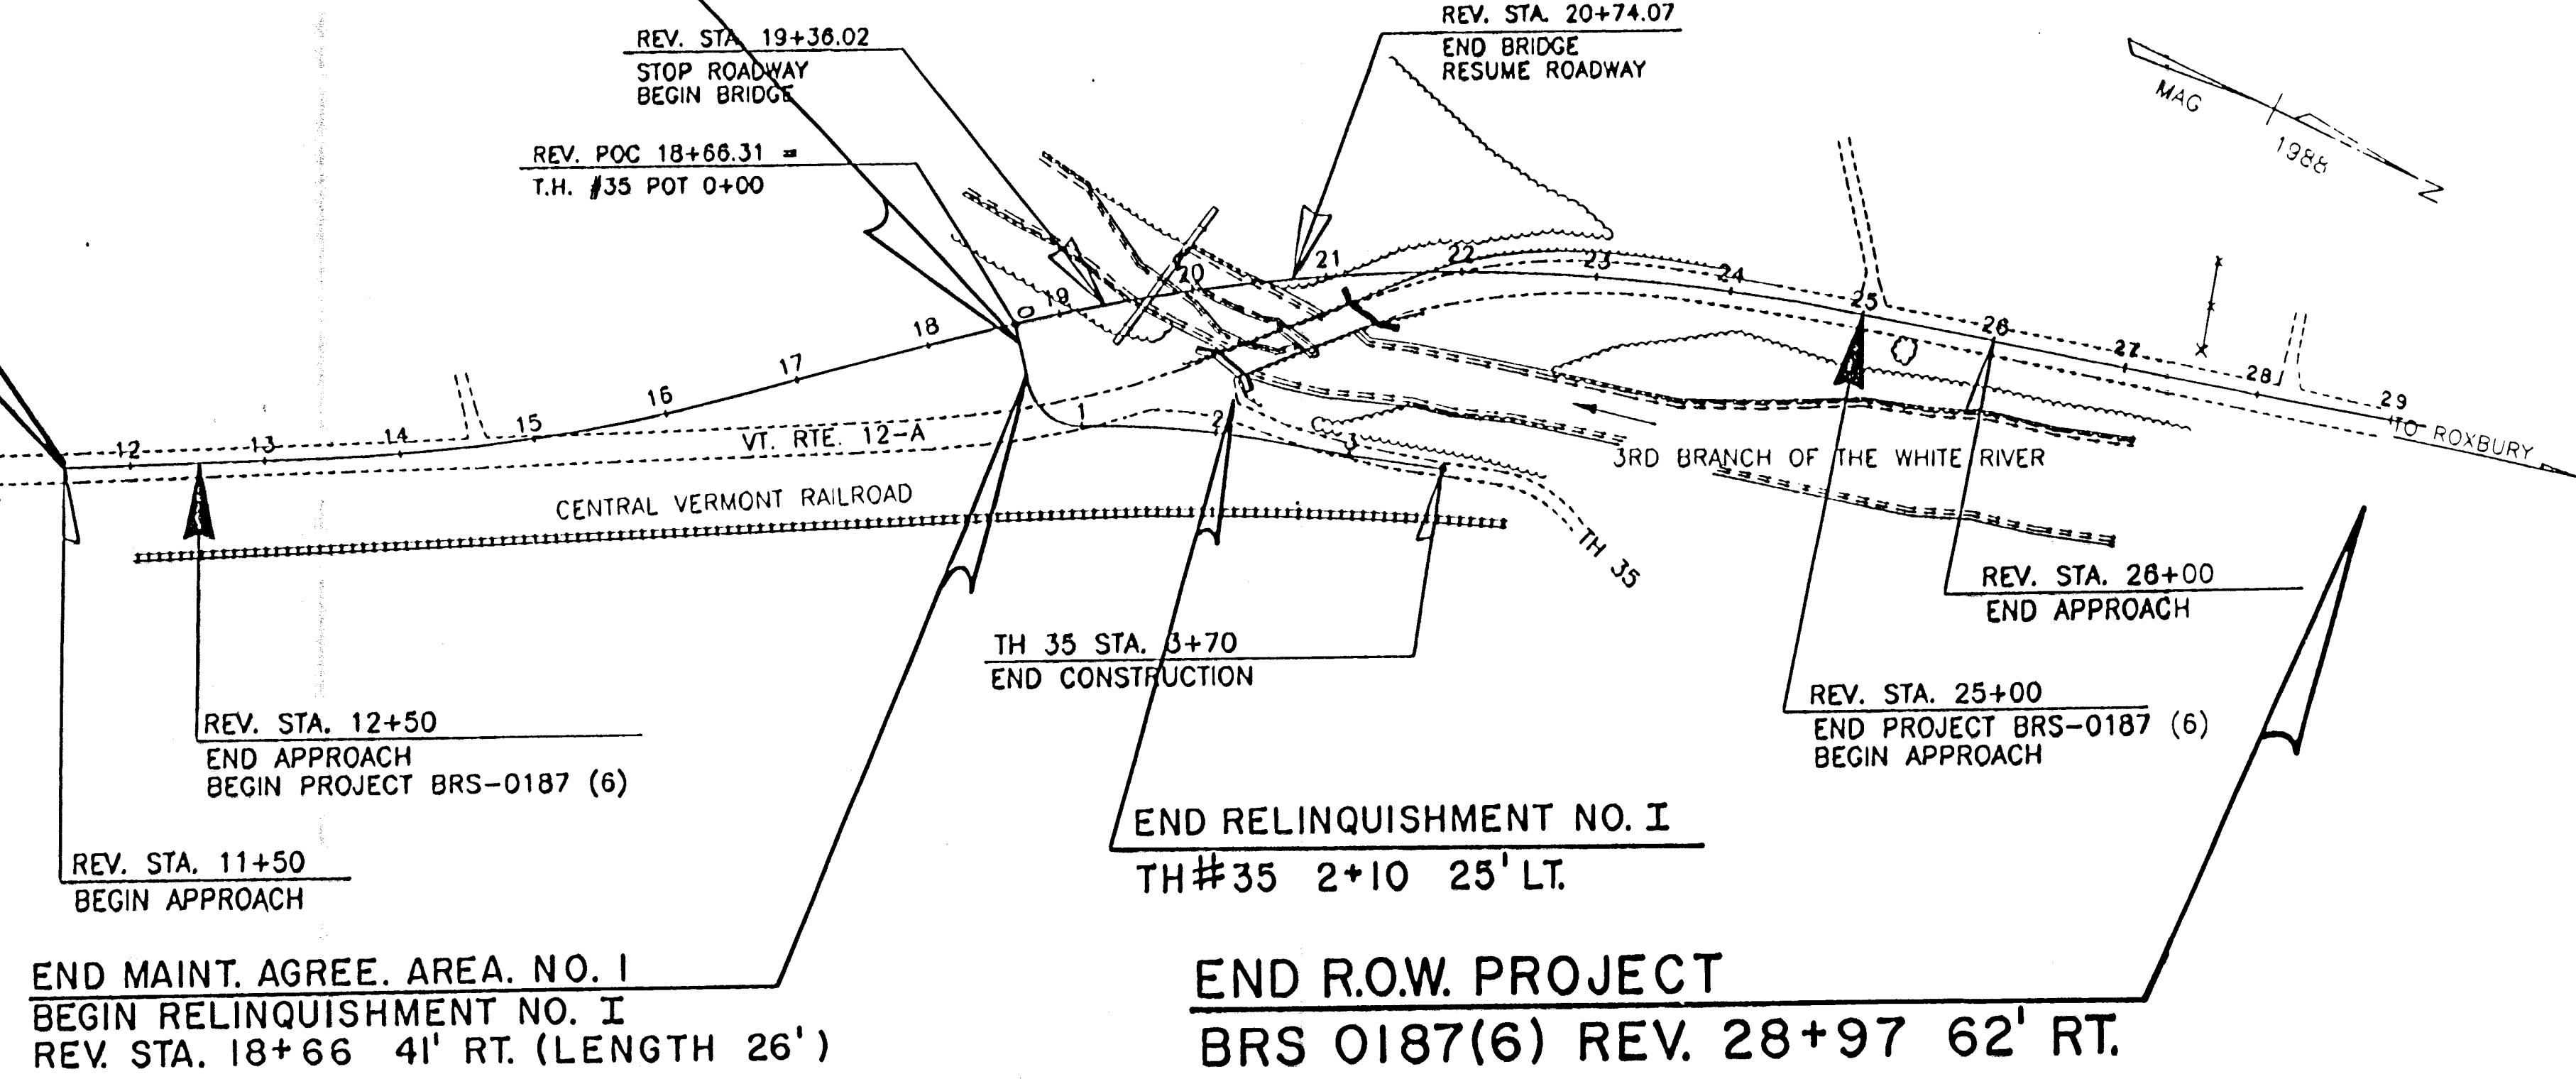 REV. STA. 19+36.02
STOP ROADWAY
BEGIN BRIDGE
REV. POC 18+66.31 =
T.H. #35 POT 0+00
REV. STA. 20+74.07
END BRIDGE
RESUME ROADWAY
MAG
1988
N
12
13
14
15
16
17
18
0
19
20
21
22
23
24
25
26
27
28
29
1
2
3
VT. RTE. 12-A
CENTRAL VERMONT RAILROAD
3RD BRANCH OF THE WHITE RIVER
TO ROXBURY
TH 35
REV. STA. 26+00
END APPROACH
TH 35 STA. 3+70
END CONSTRUCTION
REV. STA. 25+00
END PROJECT BRS-0187 (6)
BEGIN APPROACH
REV. STA. 12+50
END APPROACH
BEGIN PROJECT BRS-0187 (6)
REV. STA. 11+50
BEGIN APPROACH
END RELINQUISHMENT NO. I
TH#35 2+10 25' LT.
END MAINT. AGREE. AREA. NO. I
BEGIN RELINQUISHMENT NO. I
REV. STA. 18+66 41' RT. (LENGTH 26')
END R.O.W. PROJECT
BRS 0187(6) REV. 28+97 62' RT.